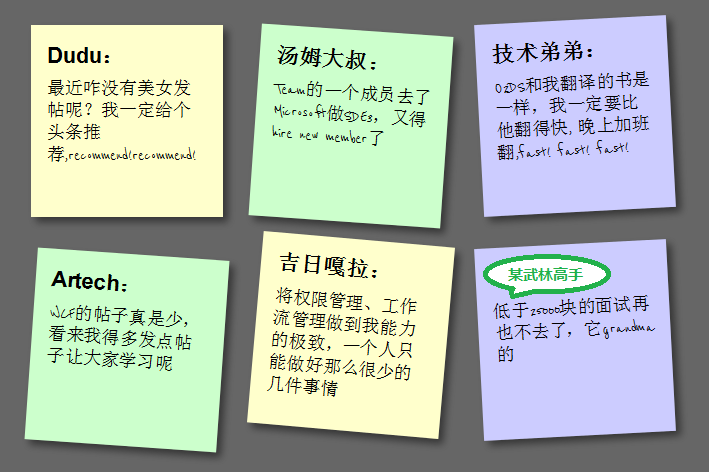 Dudu：
最近咋没有美女发
帖呢？我一定给个
头条推
荐,recommend!recommend!
汤姆大叔：
Team的一个成员去了
Microsoft做SDE3，又得
hire new member了
技术弟弟：
OZDS和我翻译的书是
一样，我一定要比
他翻得快, 晚上加班
翻,fast! fast! fast!
Artech：
WCF的帖子真是少，
看来我得多发点帖
子让大家学习呢
吉日嘎拉：
将权限管理、工作
流管理做到我能力
的极致，一个人只
能做好那么很少的
几件事情
某武林高手
低于25000块的面试再
也不去了，它grandma
的